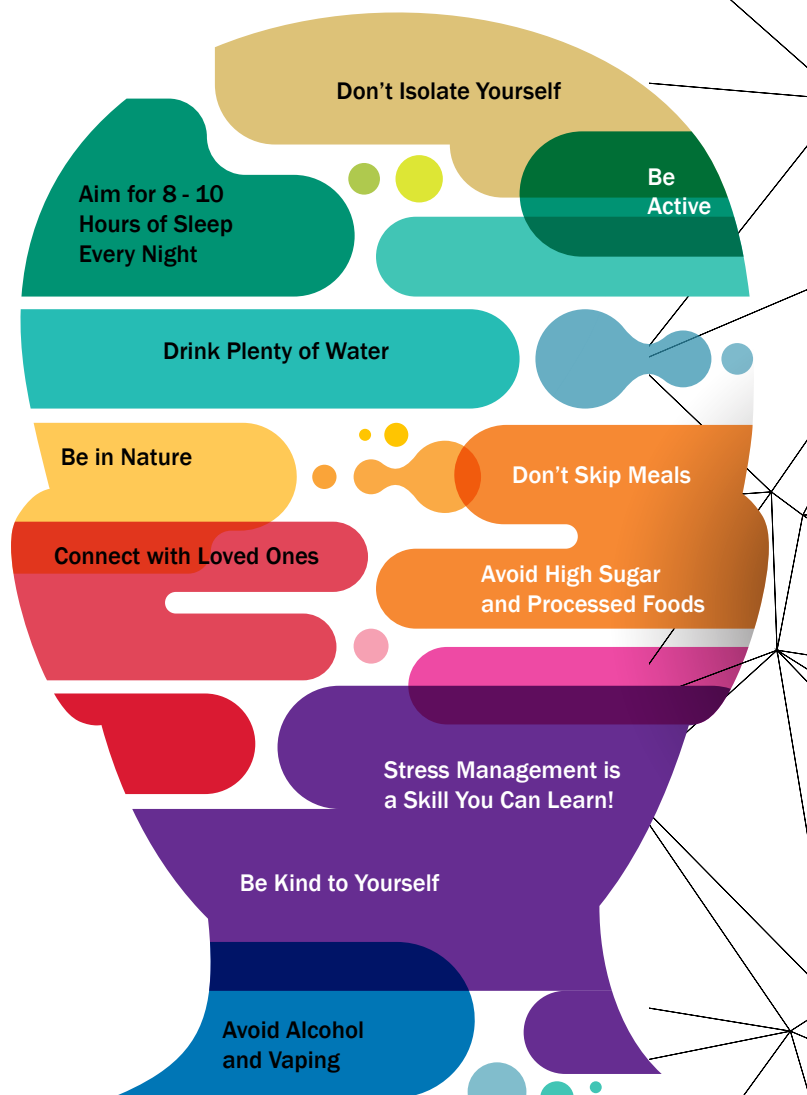 Don't Isolate Yourself
Be
Active
Aim for 8 - 10
Hours of Sleep
Every Night
Drink Plenty of Water
Be in Nature
Don't Skip Meals
Connect with Loved Ones
Avoid High Sugar
and Processed Foods
Stress Management is
a Skill You Can Learn!
Be Kind to Yourself
Avoid Alcohol
and Vaping